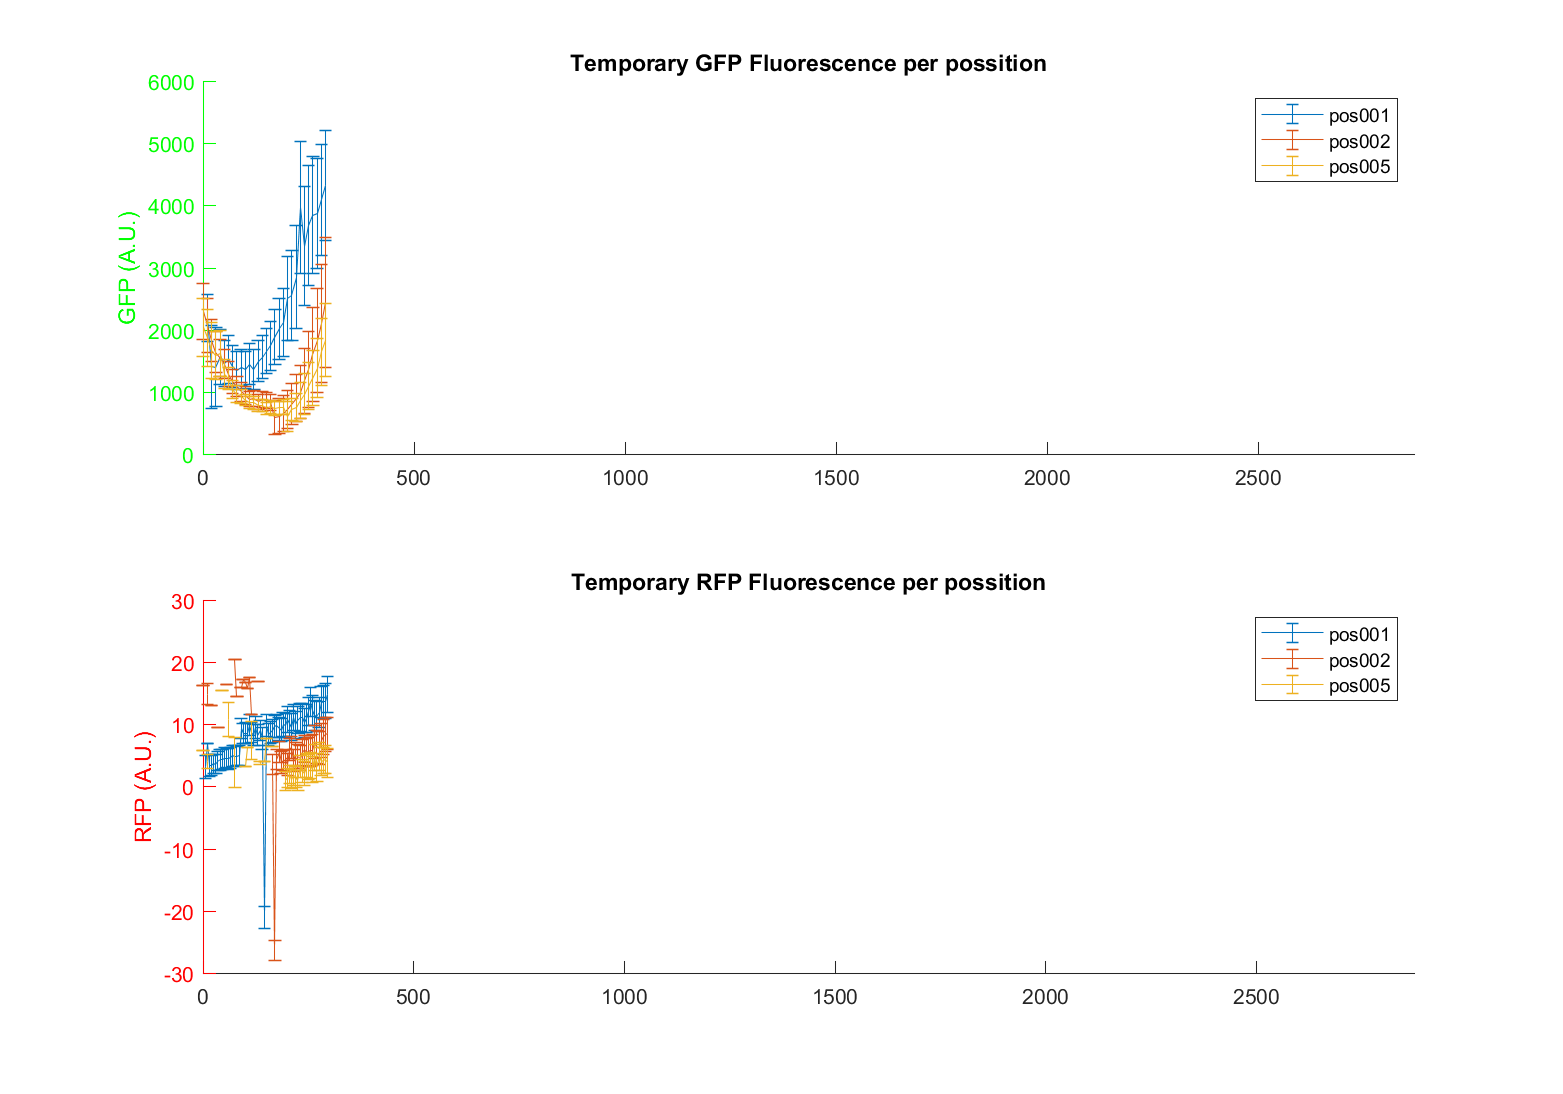 Temporary GFP Fluorescence per possition
6000
5000
4000
3000
2000
1000
0
GFP (A.U.)
pos001
pos002
pos005
0 500 1000 1500 2000 2500
Temporary RFP Fluorescence per possition
30
20
10
0
-10
-20
-30
RFP (A.U.)
pos001
pos002
pos005
0 500 1000 1500 2000 2500